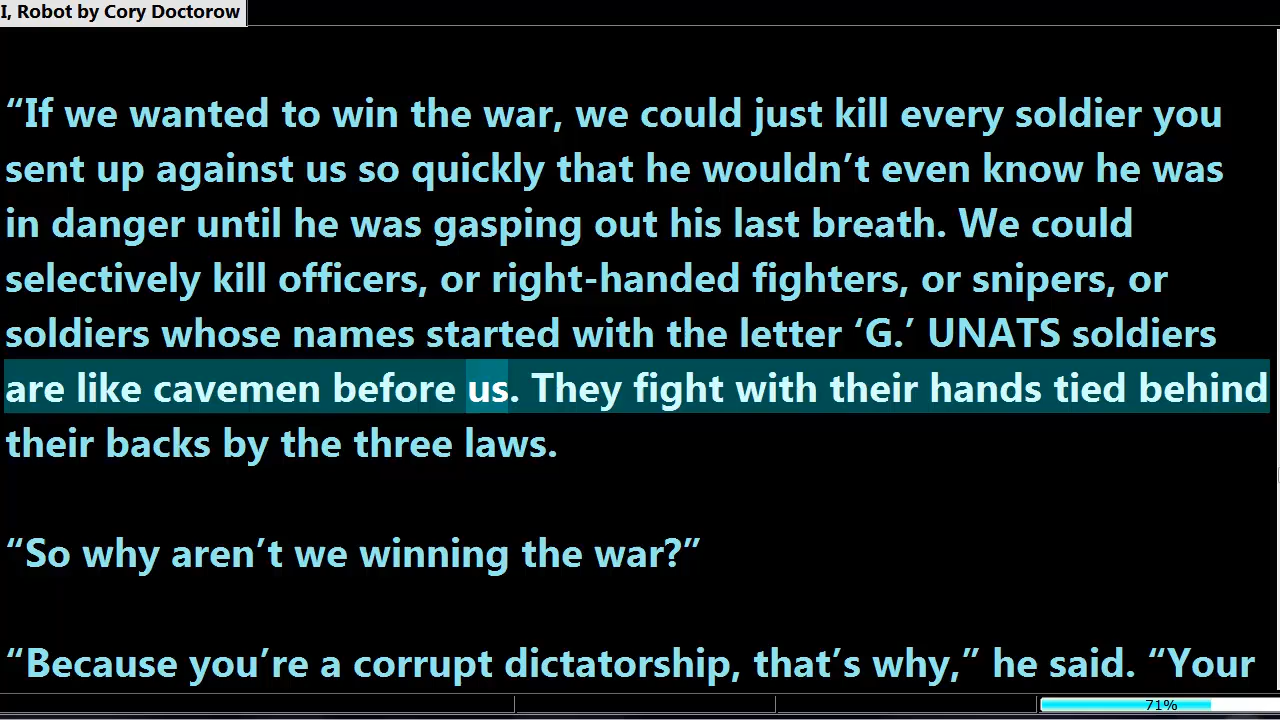 I, Robot by Cory Doctorow
“If we wanted to win the war, we could just kill every soldier you
sent up against us so quickly that he wouldn’t even know he was
in danger until he was gasping out his last breath. We could
selectively kill officers, or right-handed fighters, or snipers, or
soldiers whose names started with the letter ‘G.’ UNATS soldiers
are like cavemen before us. They fight with their hands tied behind
their backs by the three laws.
“So why aren’t we winning the war?”
“Because you’re a corrupt dictatorship, that’s why,” he said. “Your
71%